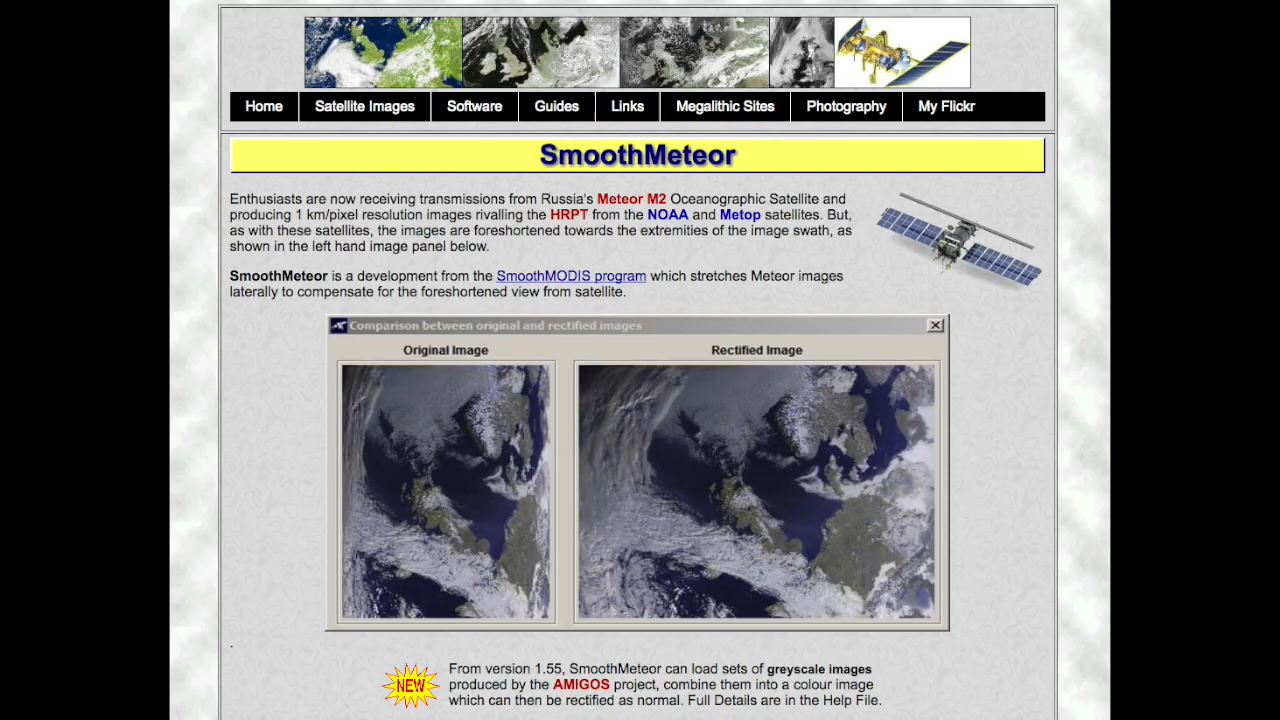 Home Satellite Images Software Guides Links Megalithic Sites Photography My Flickr
SmoothMeteor
Enthusiasts are now receiving transmissions from Russia's Meteor M2 Oceanographic Satellite and
producing 1 km/pixel resolution images rivalling the HRPT from the NOAA and Metop satellites. But,
as with these satellites, the images are foreshortened towards the extremities of the image swath, as
shown in the left hand image panel below.
SmoothMeteor is a development from the SmoothMODIS program which stretches Meteor images
laterally to compensate for the foreshortened view from satellite.
Comparison between original and rectified images
Original Image Rectified Image
.
NEW
From version 1.55, SmoothMeteor can load sets of greyscale images
produced by the AMIGOS project, combine them into a colour image
which can then be rectified as normal. Full Details are in the Help File.